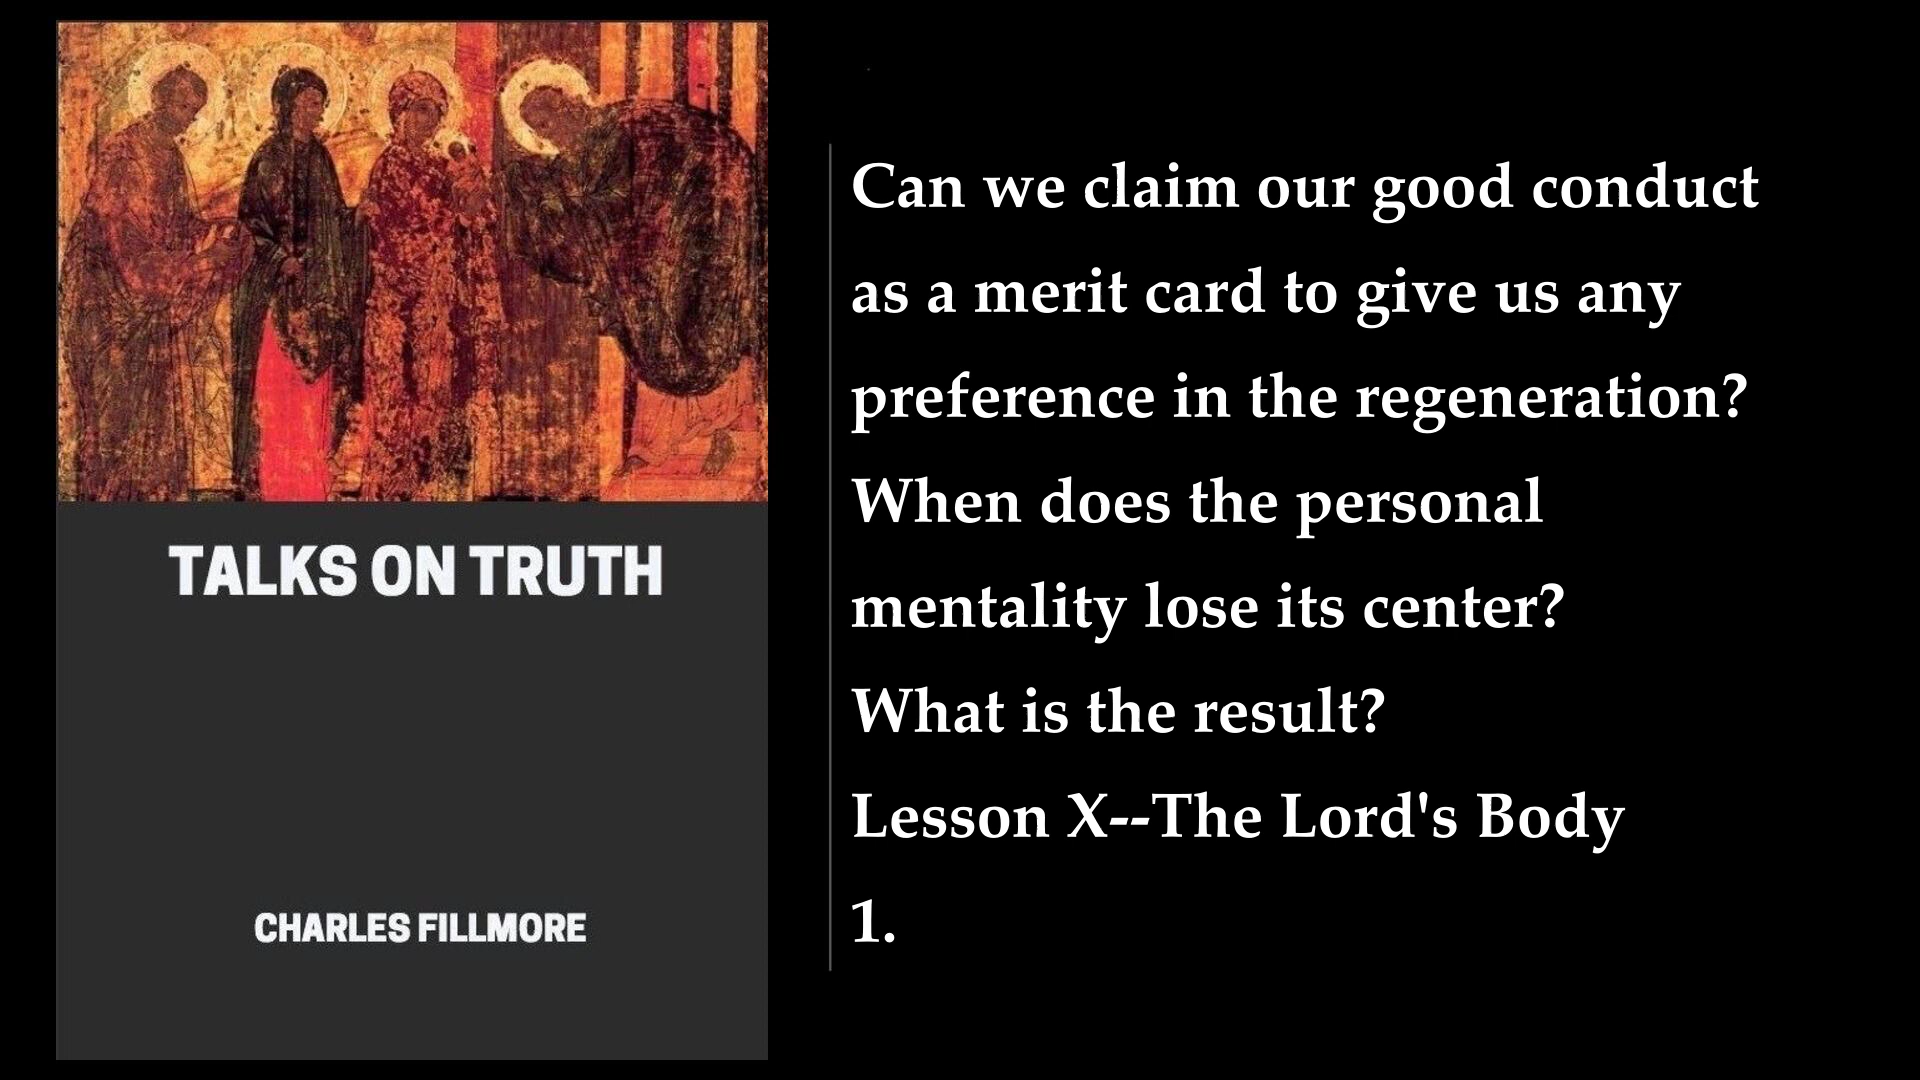 TALKS ON TRUTH
CHARLES FILLMORE
Can we claim our good conduct
as a merit card to give us any
preference in the regeneration?
When does the personal
mentality lose its center?
What is the result?
Lesson X--The Lord's Body
1.